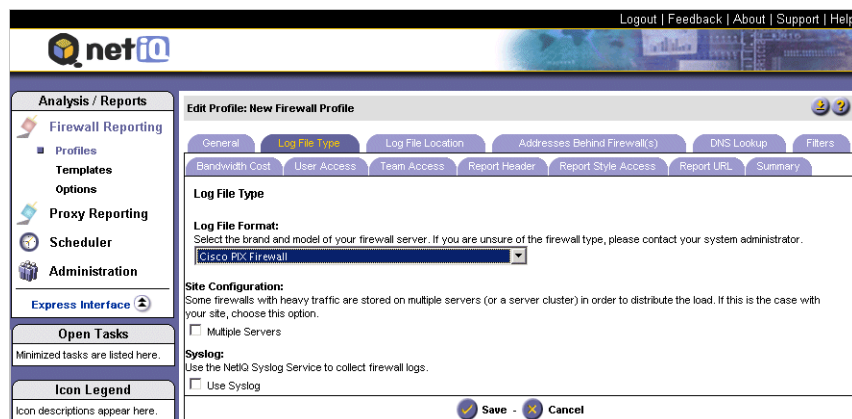 Logout | Feedback | About | Support | Help
netiQ
Analysis / Reports
Firewall Reporting
Profiles
Templates
Options
Proxy Reporting
Scheduler
Administration
Express Interface
Open Tasks
Minimized tasks are listed here.
Icon Legend
Icon descriptions appear here.
Edit Profile: New Firewall Profile
General Log File Type Log File Location Addresses Behind Firewall(s) DNS Lookup Filters
Bandwidth Cost User Access Team Access Report Header Report Style Access Report URL Summary
Log File Type
Log File Format:
Select the brand and model of your firewall server. If you are unsure of the firewall type, please contact your system administrator.
Cisco PIX Firewall
Site Configuration:
Some firewalls with heavy traffic are stored on multiple servers (or a server cluster) in order to distribute the load. If this is the case with
your site, choose this option.
Multiple Servers
Syslog:
Use the NetIQ Syslog Service to collect firewall logs.
Use Syslog
Save - Cancel